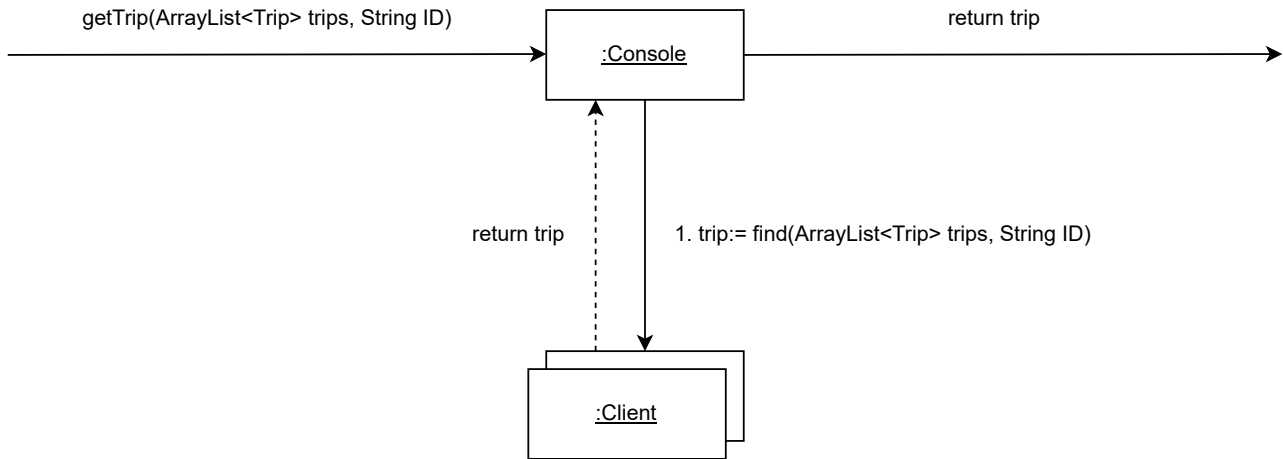 getTrip(ArrayList<Trip> trips, String ID)
return trip
:Console
return trip
1. trip:= find(ArrayList<Trip> trips, String ID)
:Client